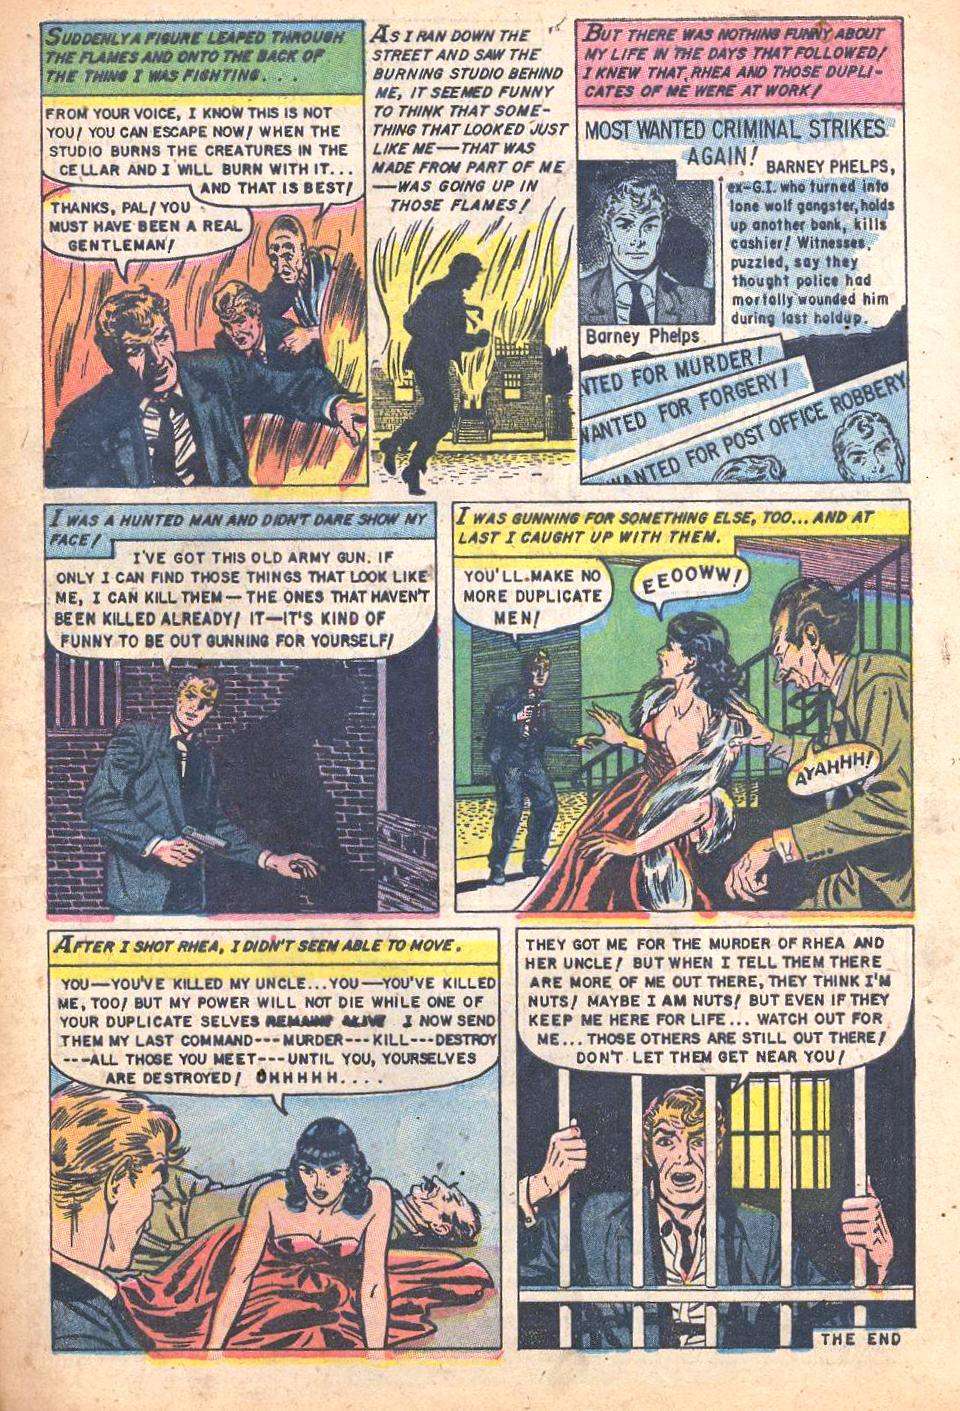 SUDDENLY A FIGURE LEAPED THROUGH
THE FLAMES AND ONTO THE BACK OF
THE THING I WAS FIGHTING....
FROM YOUR VOICE, I KNOW THIS IS NOT
YOU! YOU CAN ESCAPE NOW! WHEN THE
STUDIO BURNS THE CREATURES IN THE
CELLAR AND I WILL BURN WITH IT...
AND THAT IS BEST!
THANKS, PAL! YOU
MUST HAVE BEEN A REAL
GENTLEMAN!
AS I RAN DOWN THE
STREET AND SAW THE
BURNING STUDIO BEHIND
ME, IT SEEMED FUNNY
TO THINK THAT SOME-
THING THAT LOOKED JUST
LIKE ME—THAT WAS
MADE FROM PART OF ME
—WAS GOING UP IN
THOSE FLAMES!
BUT THERE WAS NOTHING FUNNY ABOUT
MY LIFE IN THE DAYS THAT FOLLOWED!
I KNEW THAT RHEA AND THOSE DUPLI-
CATES OF ME WERE AT WORK!
MOST WANTED CRIMINAL STRIKES
AGAIN!
BARNEY PHELPS,
ex-G.I. who turned into
lone wolf gangster, holds
up another bank, kills
cashier! Witnesses,
puzzled, say they
thought police had
mortally wounded him
during last holdup.
Barney Phelps
NTED FOR MURDER!
WANTED FOR FORGERY!
WANTED FOR POST OFFICE ROBBERY
I WAS A HUNTED MAN AND DIDN'T DARE SHOW MY
FACE!
I'VE GOT THIS OLD ARMY GUN. IF
ONLY I CAN FIND THOSE THINGS THAT LOOK LIKE
ME, I CAN KILL THEM—THE ONES THAT HAVEN'T
BEEN KILLED ALREADY! IT—IT'S KIND OF
FUNNY TO BE OUT GUNNING FOR YOURSELF!
I WAS GUNNING FOR SOMETHING ELSE, TOO...AND AT
LAST I CAUGHT UP WITH THEM.
YOU'LL MAKE NO
MORE DUPLICATE
MEN!
EEOOWW!
AYAHHH!
AFTER I SHOT RHEA, I DIDN'T SEEM ABLE TO MOVE.
YOU—YOU'VE KILLED MY UNCLE...YOU—YOU'VE KILLED
ME, TOO! BUT MY POWER WILL NOT DIE WHILE ONE OF
YOUR DUPLICATE SELVES REMAINS ALIVE I NOW SEND
THEM MY LAST COMMAND---MURDER---KILL---DESTROY
---ALL THOSE YOU MEET---UNTIL YOU, YOURSELVES
ARE DESTROYED! OHHHHH....
THEY GOT ME FOR THE MURDER OF RHEA AND
HER UNCLE! BUT WHEN I TELL THEM THERE
ARE MORE OF ME OUT THERE, THEY THINK I'M
NUTS! MAYBE I AM NUTS! BUT EVEN IF THEY
KEEP ME HERE FOR LIFE... WATCH OUT FOR
ME... THOSE OTHERS ARE STILL OUT THERE!
DON'T LET THEM GET NEAR YOU!
THE END